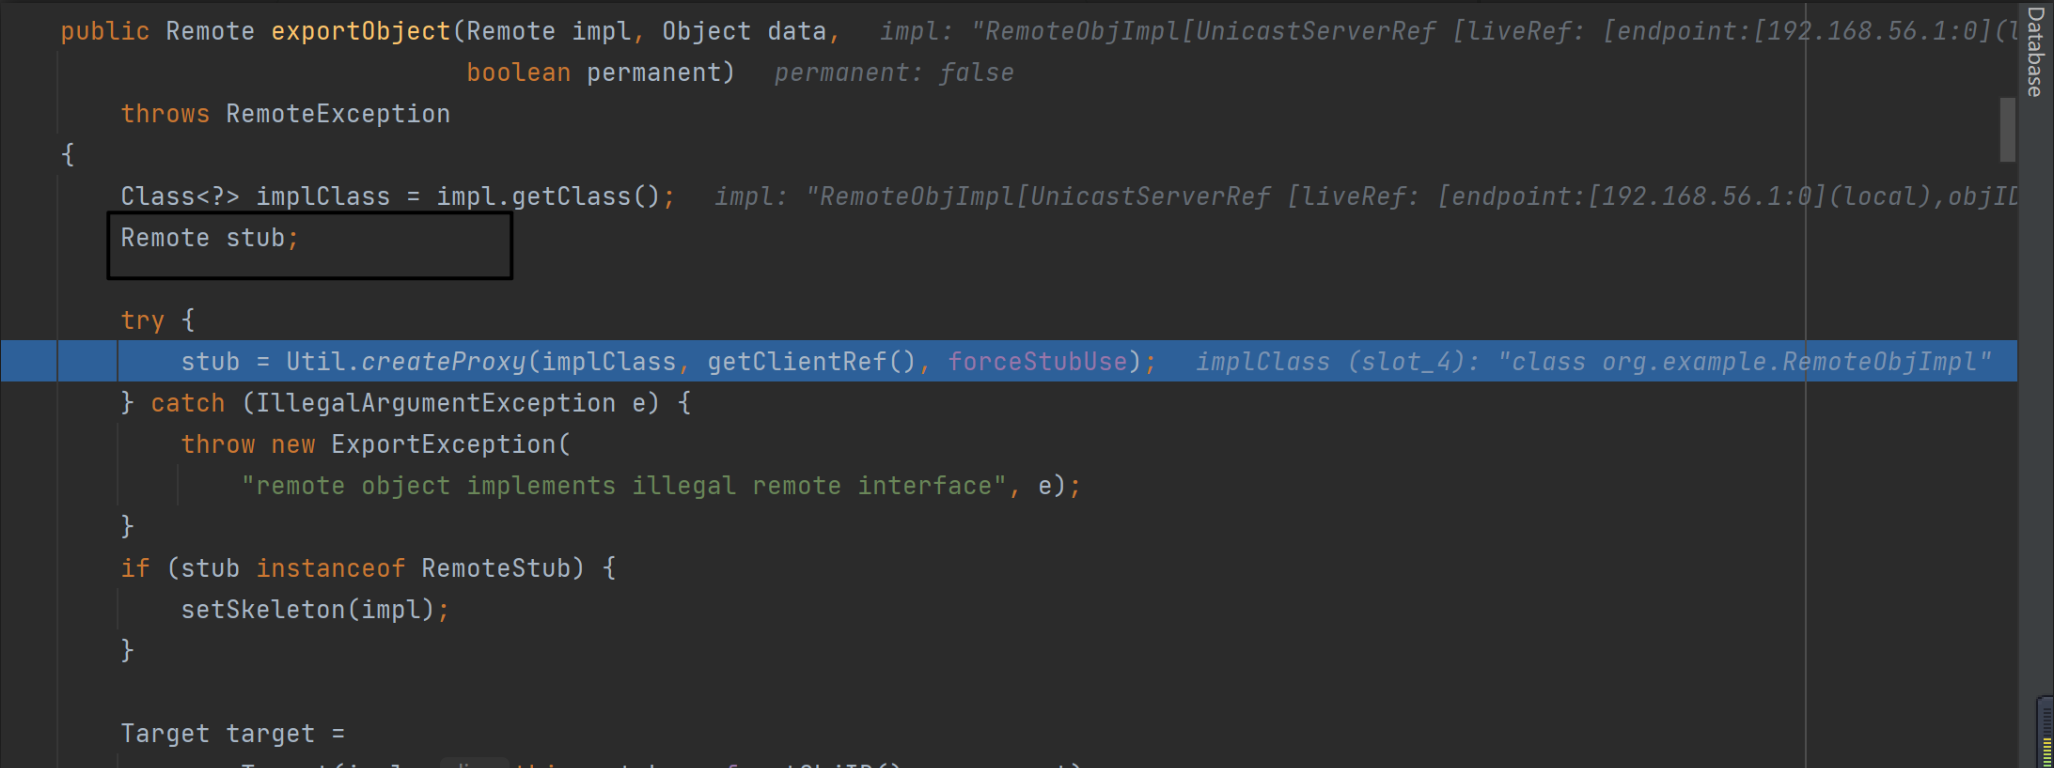 public Remote exportObject(Remote impl, Object data, impl: "RemoteObjImpl[UnicastServerRef [liveRef: [endpoint:[192.168.56.1:0](l
boolean permanent) permanent: false
throws RemoteException
{
Class<?> implClass = impl.getClass(); impl: "RemoteObjImpl[UnicastServerRef [liveRef: [endpoint:[192.168.56.1:0](local),objID
Remote stub;
try {
stub = Util.createProxy(implClass, getClientRef(), forceStubUse); implClass (slot_4): "class org.example.RemoteObjImpl"
} catch (IllegalArgumentException e) {
throw new ExportException(
"remote object implements illegal remote interface", e);
}
if (stub instanceof RemoteStub) {
setSkeleton(impl);
}
Target target =
Database